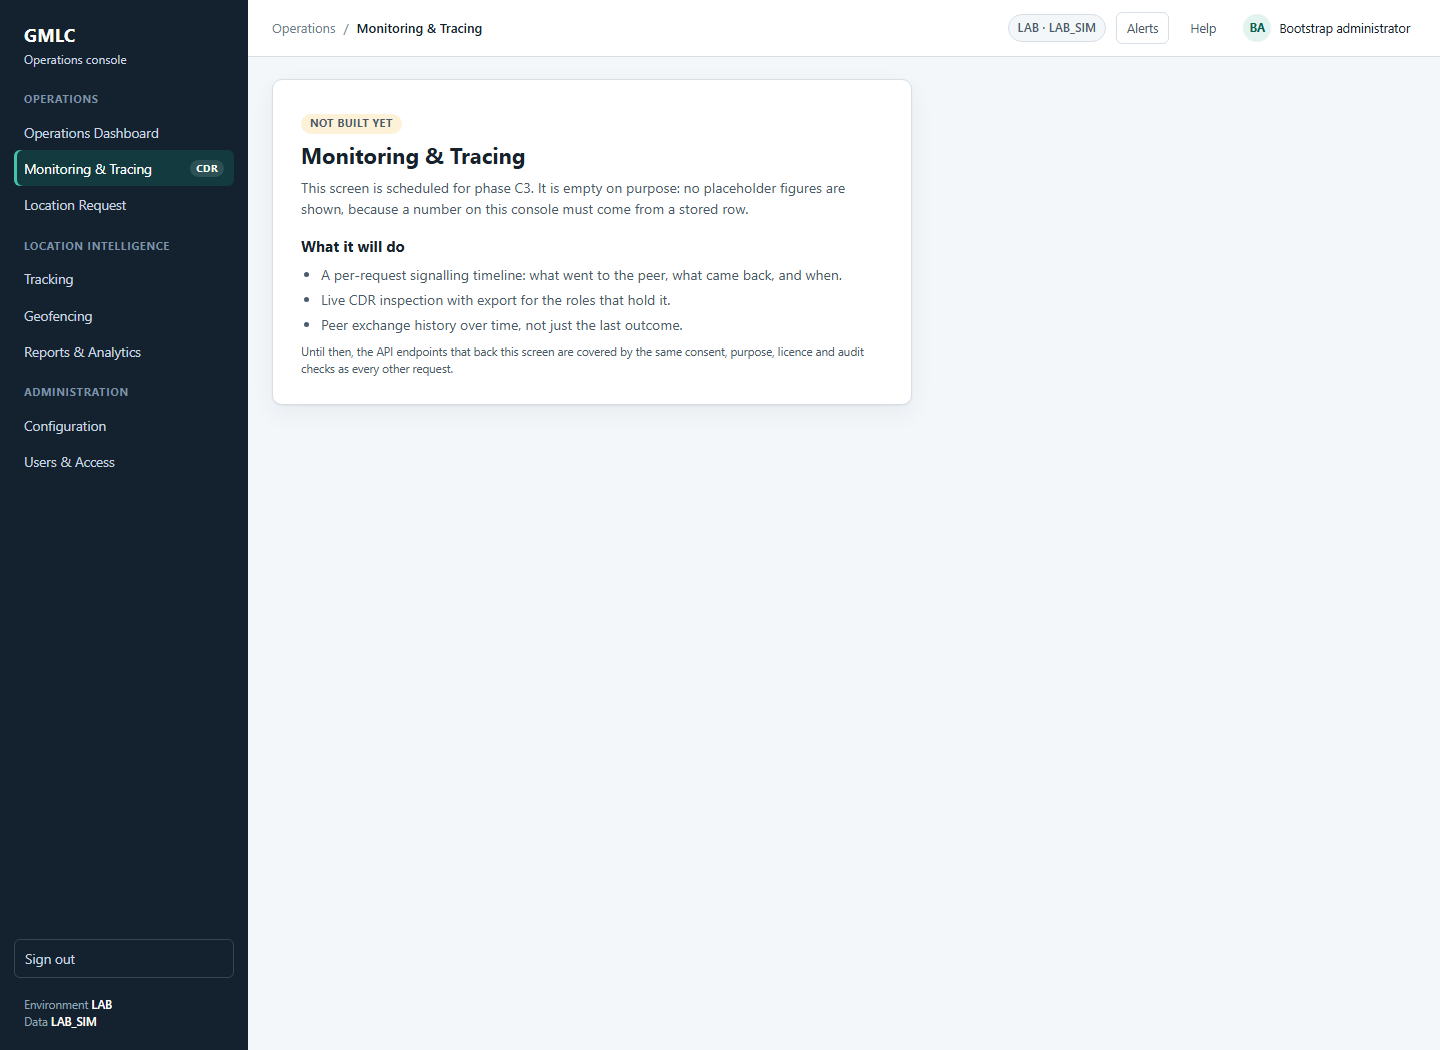 GMLC
Operations console
OPERATIONS
Operations Dashboard
Monitoring & Tracing CDR
Location Request
LOCATION INTELLIGENCE
Tracking
Geofencing
Reports & Analytics
ADMINISTRATION
Configuration
Users & Access
Sign out
Environment LAB
Data LAB_SIM
Operations / Monitoring & Tracing
LAB · LAB_SIM
Alerts
Help
BA Bootstrap administrator
NOT BUILT YET
Monitoring & Tracing
This screen is scheduled for phase C3. It is empty on purpose: no placeholder figures are
shown, because a number on this console must come from a stored row.
What it will do
• A per-request signalling timeline: what went to the peer, what came back, and when.
• Live CDR inspection with export for the roles that hold it.
• Peer exchange history over time, not just the last outcome.
Until then, the API endpoints that back this screen are covered by the same consent, purpose, licence and audit
checks as every other request.